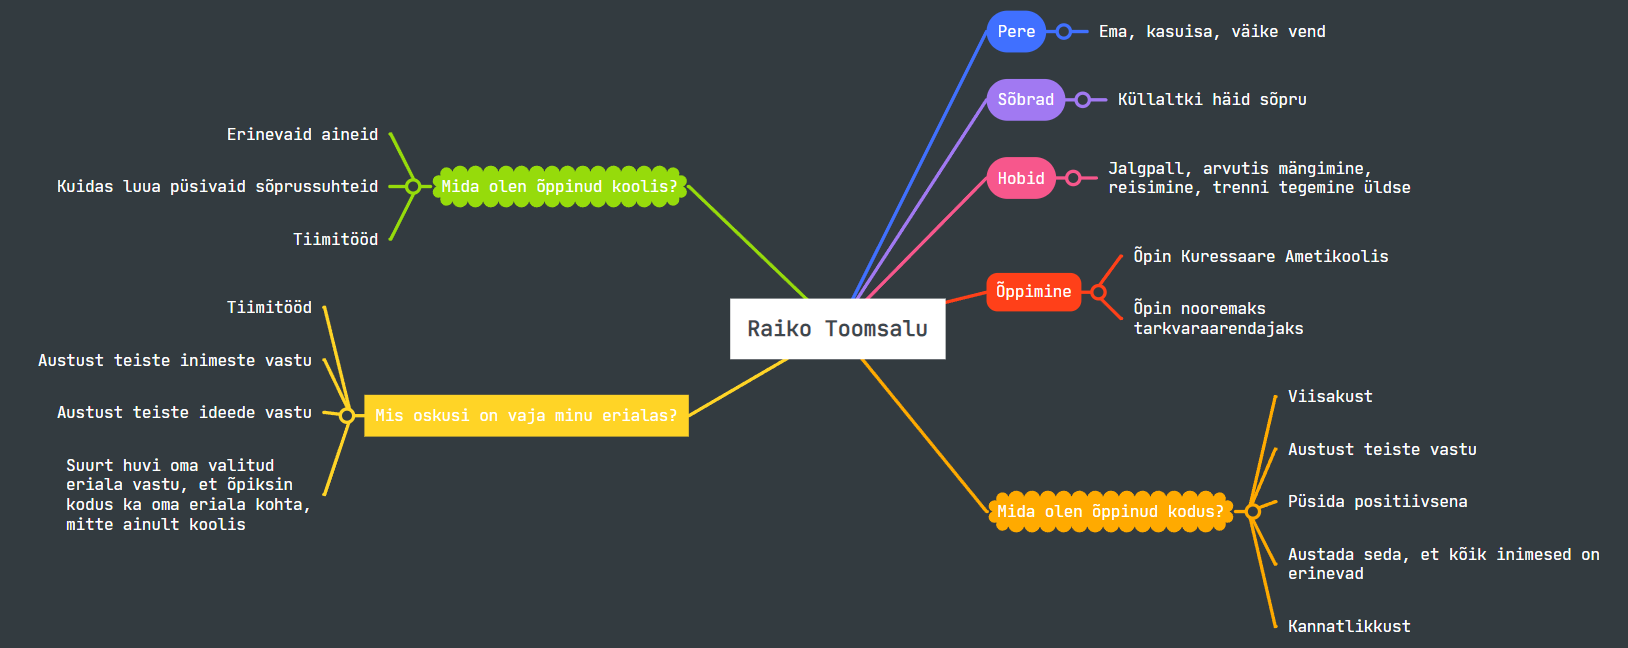 Raiko Toomsalu
Pere
Ema, kasuisa, väike vend
Sõbrad
Küllaltki häid sõpru
Hobid
Jalgpall, arvutis mängimine,
reisimine, trenni tegemine üldse
Õppimine
Õpin Kuressaare Ametikoolis
Õpin nooremaks
tarkvaraarendajaks
Mida olen õppinud kodus?
Viisakust
Austust teiste vastu
Püsida positiivsena
Austada seda, et kõik inimesed on
erinevad
Kannatlikkust
Mida olen õppinud koolis?
Erinevaid aineid
Kuidas luua püsivaid sõprussuhteid
Tiimitööd
Mis oskusi on vaja minu erialas?
Tiimitööd
Austust teiste inimeste vastu
Austust teiste ideede vastu
Suurt huvi oma valitud
eriala vastu, et õpiksin
kodus ka oma eriala kohta,
mitte ainult koolis